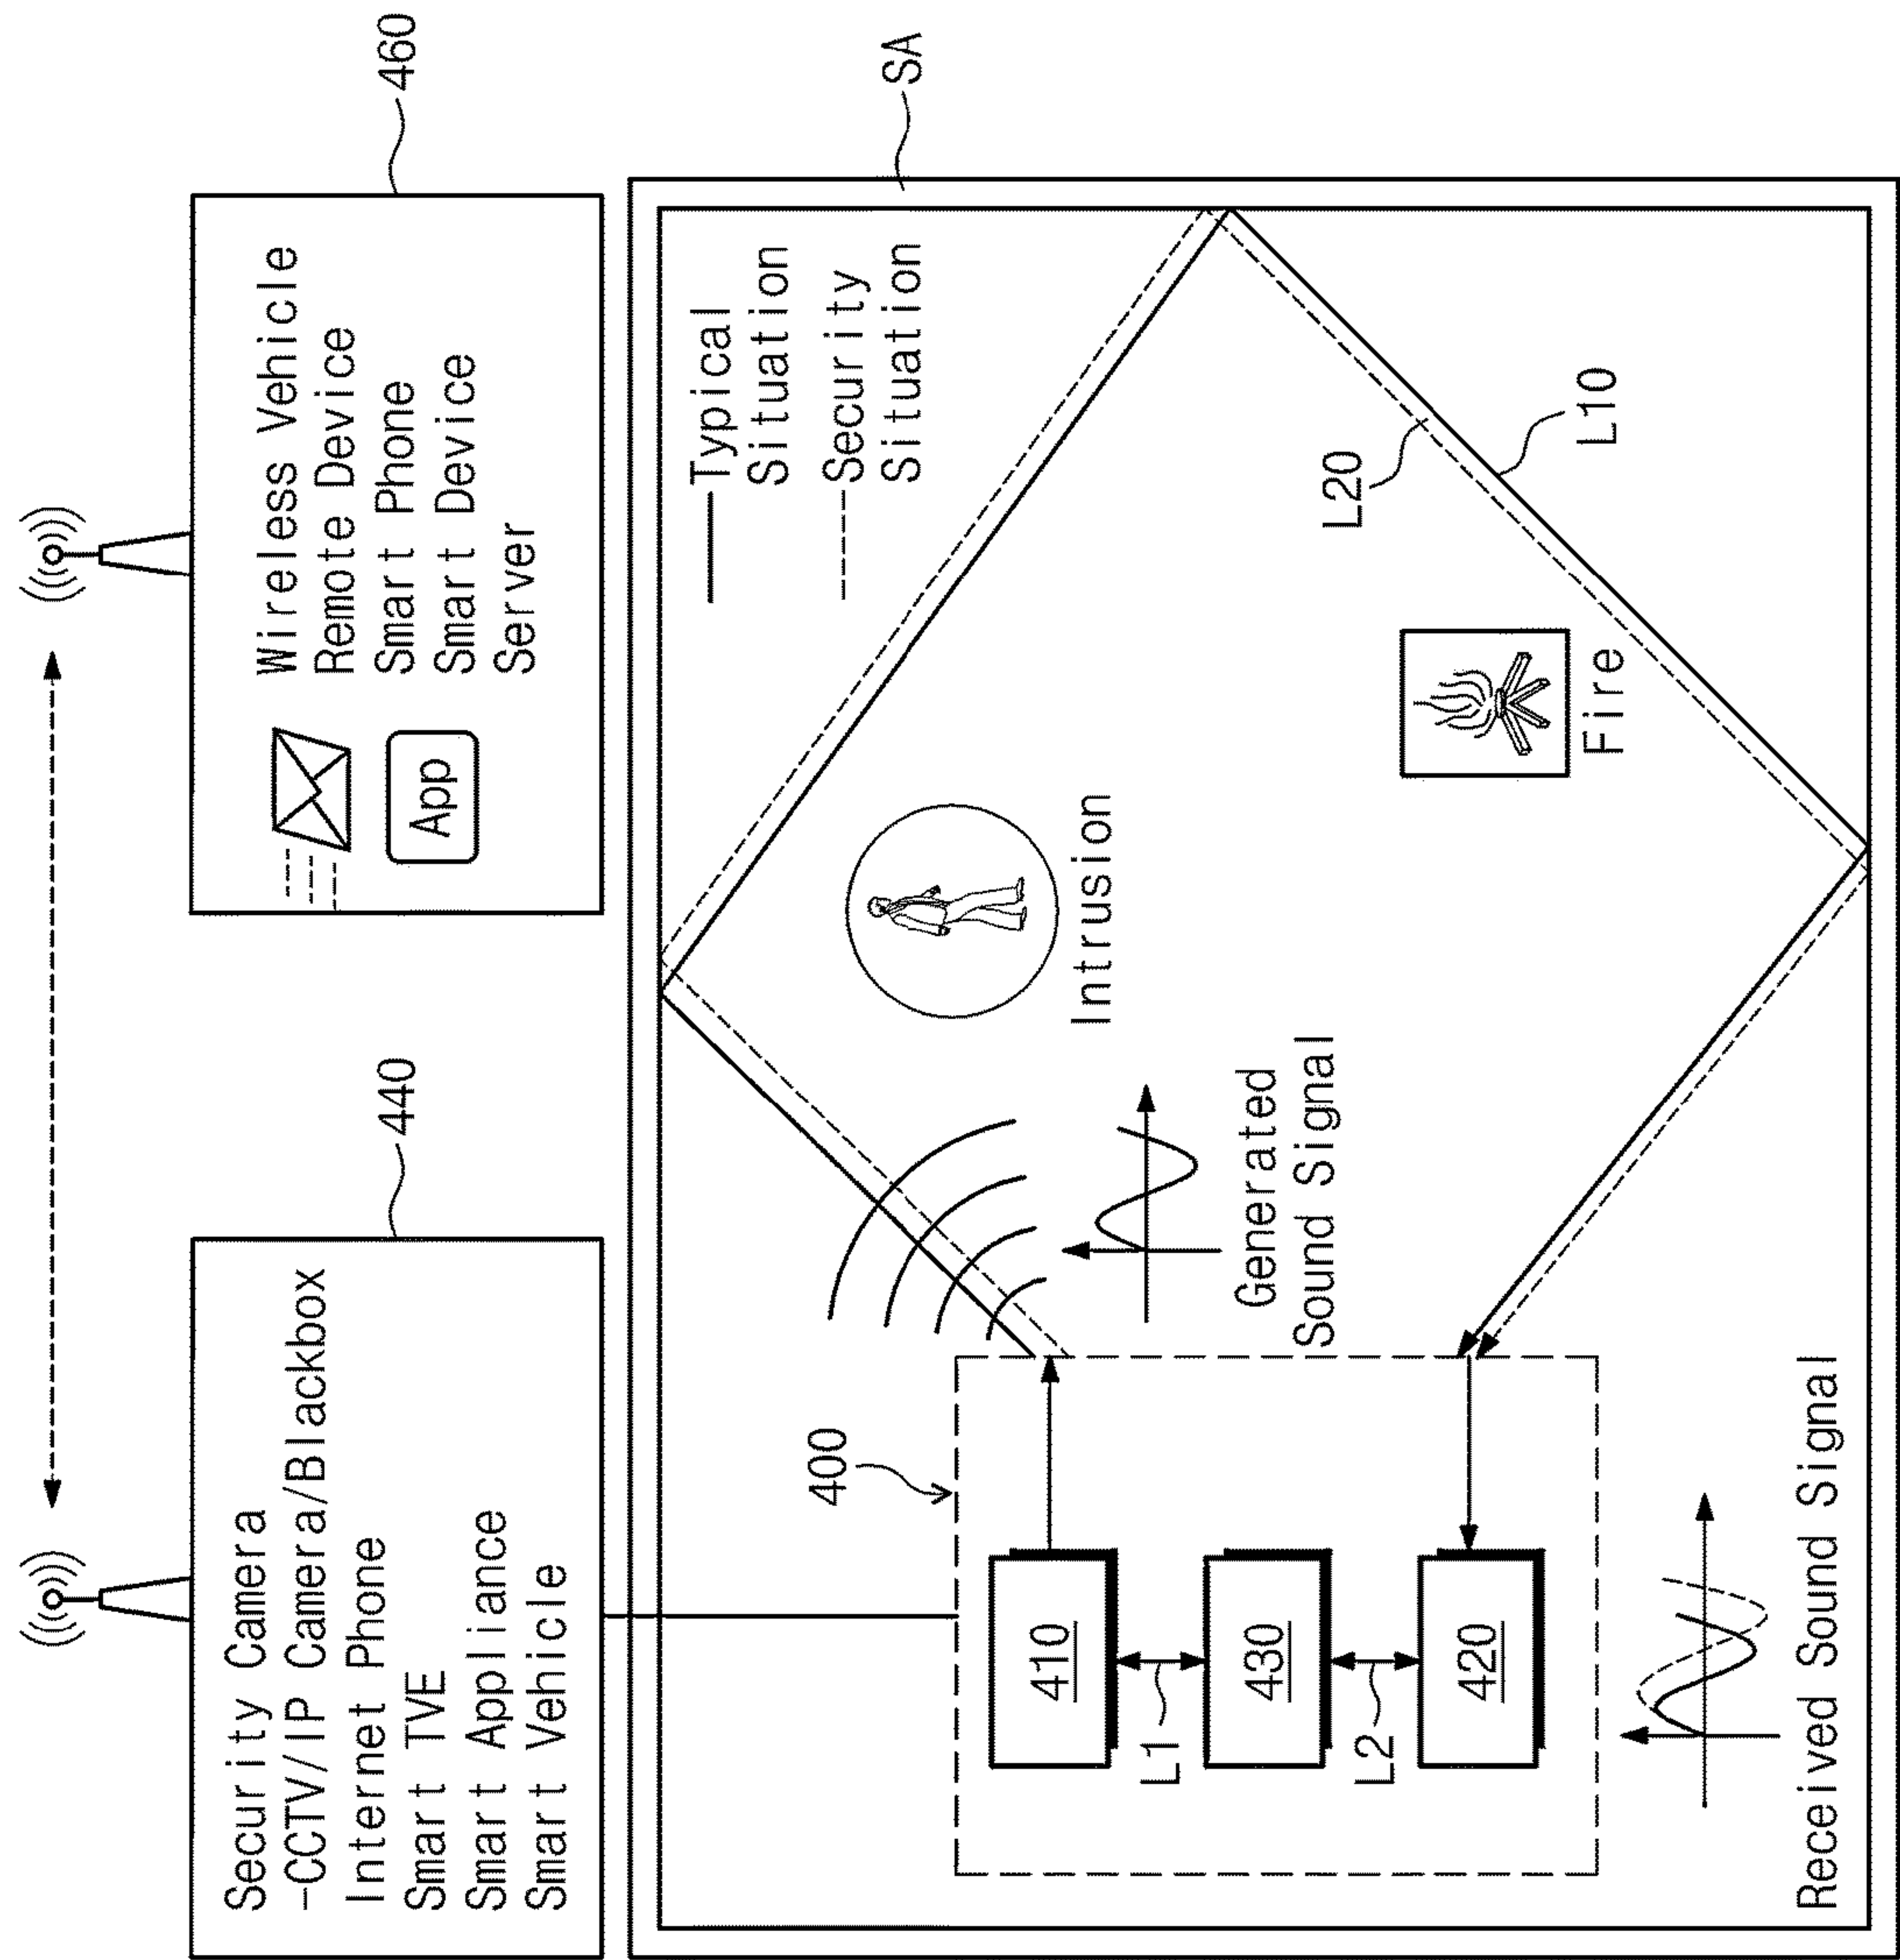 Security Camera
-CCTV/IP Camera/Blackbox
Internet Phone
Smart TVE
Smart Appliance
Smart Vehicle
440
App
Wireless Vehicle
Remote Device
Smart Phone
Smart Device
Server
460
SA
Typical
Situation
Security
Situation
400
410
L1
430
L2
420
Generated
Sound Signal
Intrusion
Fire
L20
L10
Received Sound Signal